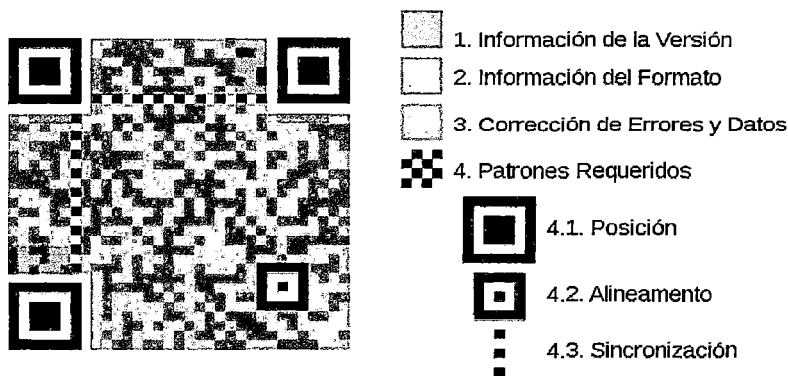 1. Información de la Versión
2. Información del Formato
3. Corrección de Errores y Datos
4. Patrones Requeridos
4.1. Posición
4.2. Alineamento
4.3. Sincronización